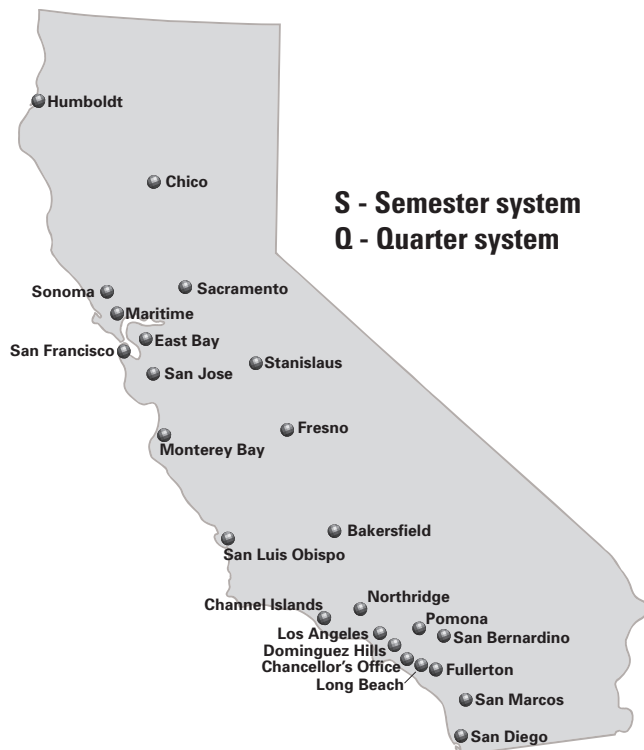 Humboldt
Chico
S - Semester system
Q - Quarter system
Sonoma
Sacramento
Maritime
East Bay
San Francisco
Stanislaus
San Jose
Fresno
Monterey Bay
Bakersfield
San Luis Obispo
Northridge
Channel Islands
Pomona
Los Angeles
San Bernardino
Dominguez Hills
Chancellor's Office
Fullerton
Long Beach
San Marcos
San Diego